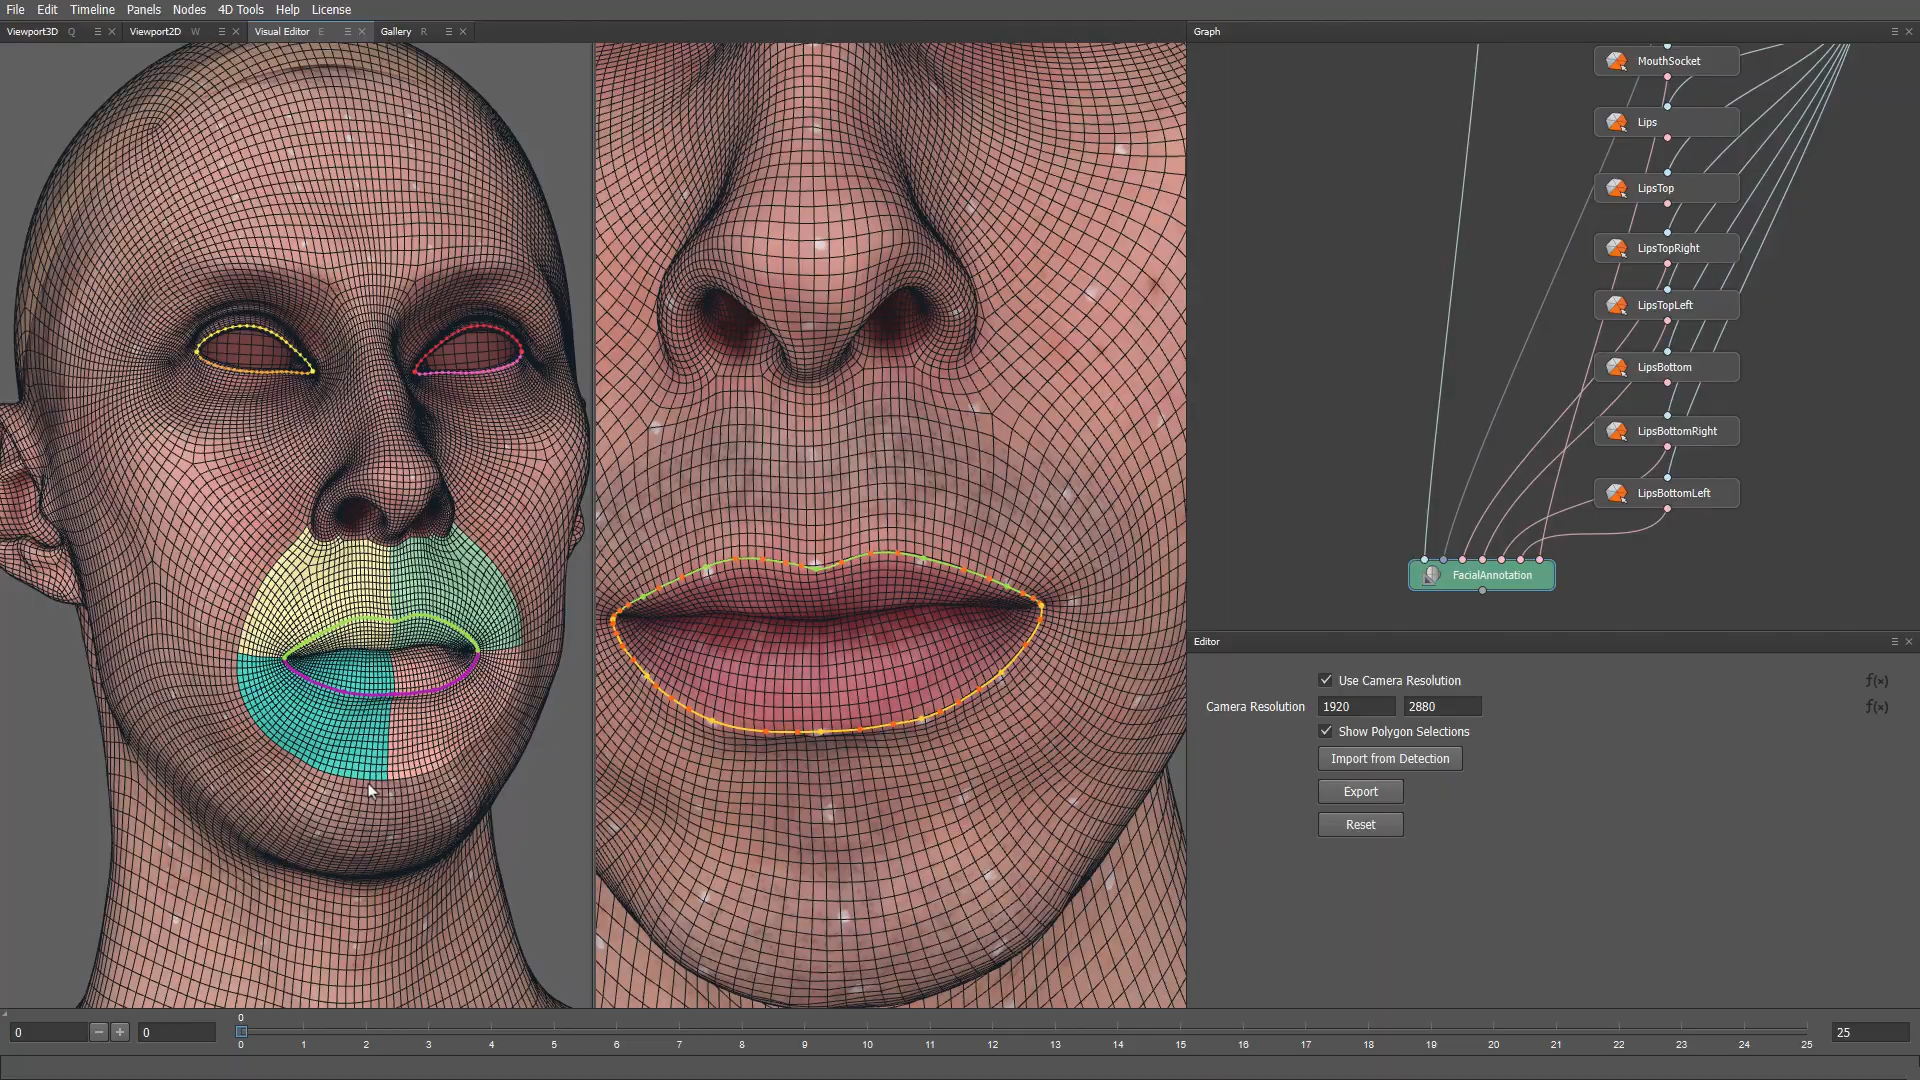 File Edit Timeline Panels Nodes 4D Tools Help License
Viewport3D Q Viewport2D W Visual Editor E Gallery R
Graph
MouthSocket
Lips
LipsTop
LipsTopRight
LipsTopLeft
LipsBottom
LipsBottomRight
LipsBottomLeft
FacialAnnotation
Editor
Use Camera Resolution f(x)
Camera Resolution 1920 2880 f(x)
Show Polygon Selections
Import from Detection
Export
Reset
0
0 0 25
0 1 2 3 4 5 6 7 8 9 10 11 12 13 14 15 16 17 18 19 20 21 22 23 24 25